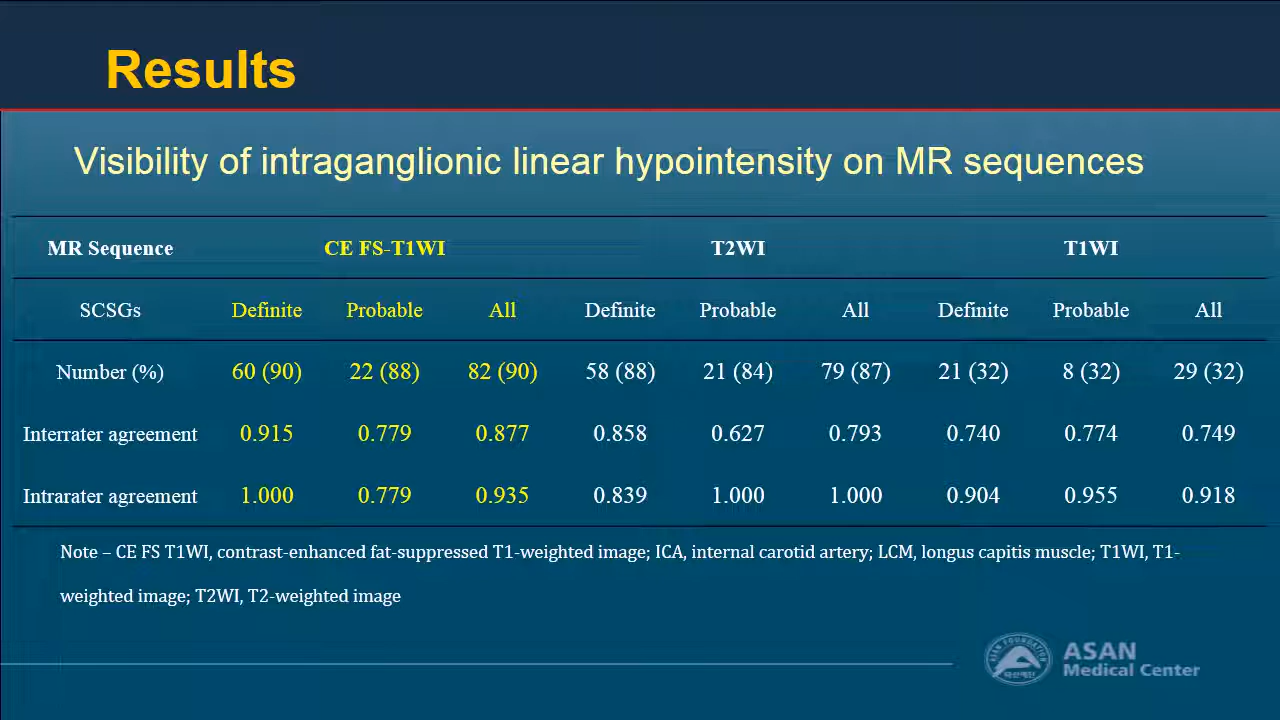 Results
Visibility of intraganglionic linear hypointensity on MR sequences
MR Sequence CE FS-T1WI T2WI T1WI
SCSGs Definite Probable All Definite Probable All Definite Probable All
Number (%) 60 (90) 22 (88) 82 (90) 58 (88) 21 (84) 79 (87) 21 (32) 8 (32) 29 (32)
Interrater agreement 0.915 0.779 0.877 0.858 0.627 0.793 0.740 0.774 0.749
Intrarater agreement 1.000 0.779 0.935 0.839 1.000 1.000 0.904 0.955 0.918
Note – CE FS T1WI, contrast-enhanced fat-suppressed T1-weighted image; ICA, internal carotid artery; LCM, longus capitis muscle; T1WI, T1-
weighted image; T2WI, T2-weighted image
ASAN FOUNDATION
ASAN
Medical Center